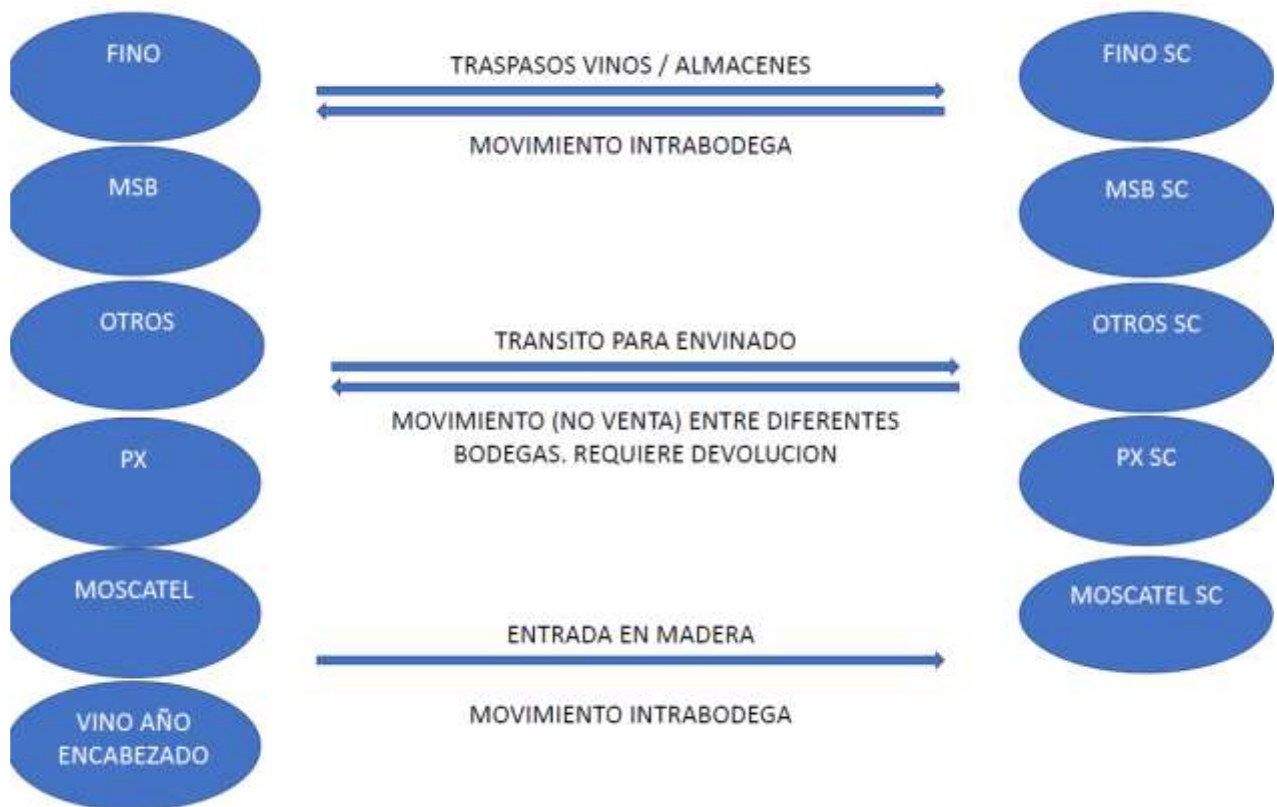 FINO
MSB
OTROS
PX
MOSCATEL
VINO AÑO
ENCABEZADO
TRASPASOS VINOS / ALMACENES
MOVIMIENTO INTRABODEGA
TRANSITO PARA ENVINADO
MOVIMIENTO (NO VENTA) ENTRE DIFERENTES
BODEGAS. REQUIERE DEVOLUCION
ENTRADA EN MADERA
MOVIMIENTO INTRABODEGA
FINO SC
MSB SC
OTROS SC
PX SC
MOSCATEL SC